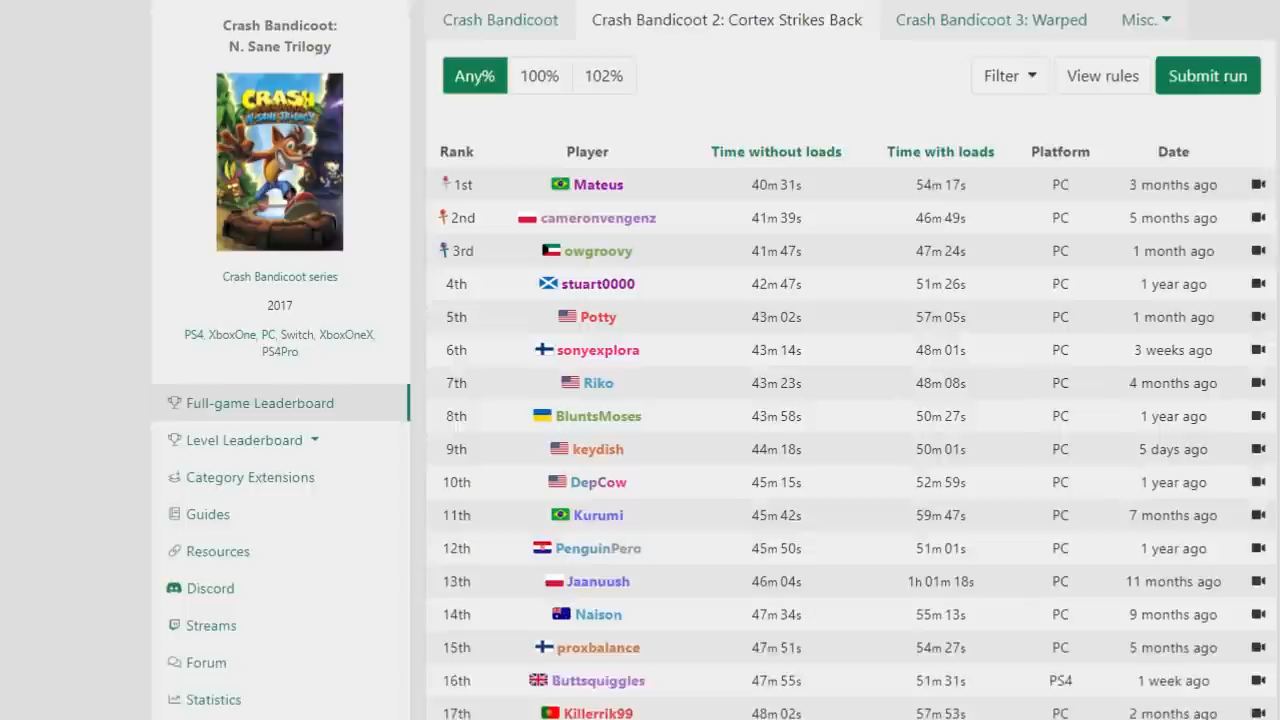 Crash Bandicoot:
N. Sane Trilogy
CRASH
BANDICOOT
N. SANE TRILOGY
Crash Bandicoot series
2017
PS4, XboxOne, PC, Switch, XboxOneX,
PS4Pro
Full-game Leaderboard
Level Leaderboard
Category Extensions
Guides
Resources
Discord
Streams
Forum
Statistics
Crash Bandicoot Crash Bandicoot 2: Cortex Strikes Back Crash Bandicoot 3: Warped Misc.
Any% 100% 102% Filter View rules Submit run
Rank Player Time without loads Time with loads Platform Date
1st Mateus 40m 31s 54m 17s PC 3 months ago
2nd cameronvengenz 41m 39s 46m 49s PC 5 months ago
3rd owgroovy 41m 47s 47m 24s PC 1 month ago
4th stuart0000 42m 47s 51m 26s PC 1 year ago
5th Potty 43m 02s 57m 05s PC 1 month ago
6th sonyexplora 43m 14s 48m 01s PC 3 weeks ago
7th Riko 43m 23s 48m 08s PC 4 months ago
8th BluntsMoses 43m 58s 50m 27s PC 1 year ago
9th keydish 44m 18s 50m 01s PC 5 days ago
10th DepCow 45m 15s 52m 59s PC 1 year ago
11th Kurumi 45m 42s 59m 47s PC 7 months ago
12th PenguinPero 45m 50s 51m 01s PC 1 year ago
13th Jaanuush 46m 04s 1h 01m 18s PC 11 months ago
14th Naison 47m 34s 55m 13s PC 9 months ago
15th proxbalance 47m 51s 54m 27s PC 5 months ago
16th Buttsquiggles 47m 55s 51m 31s PS4 1 week ago
17th Killerrik99 48m 02s 57m 53s PC 2 months ago